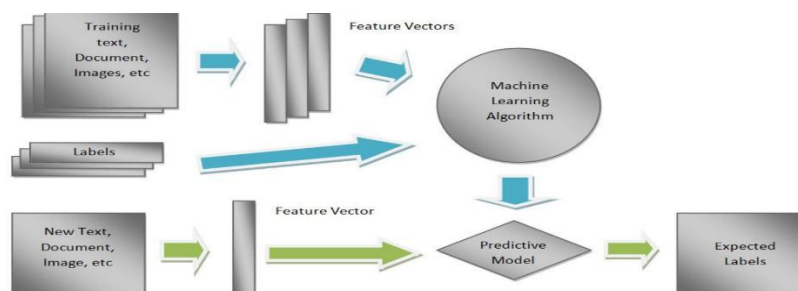 Training
text,
Document,
Images, etc
Feature Vectors
Machine
Learning
Algorithm
Labels
Feature Vector
New Text,
Document,
Image, etc
Predictive
Model
Expected
Labels